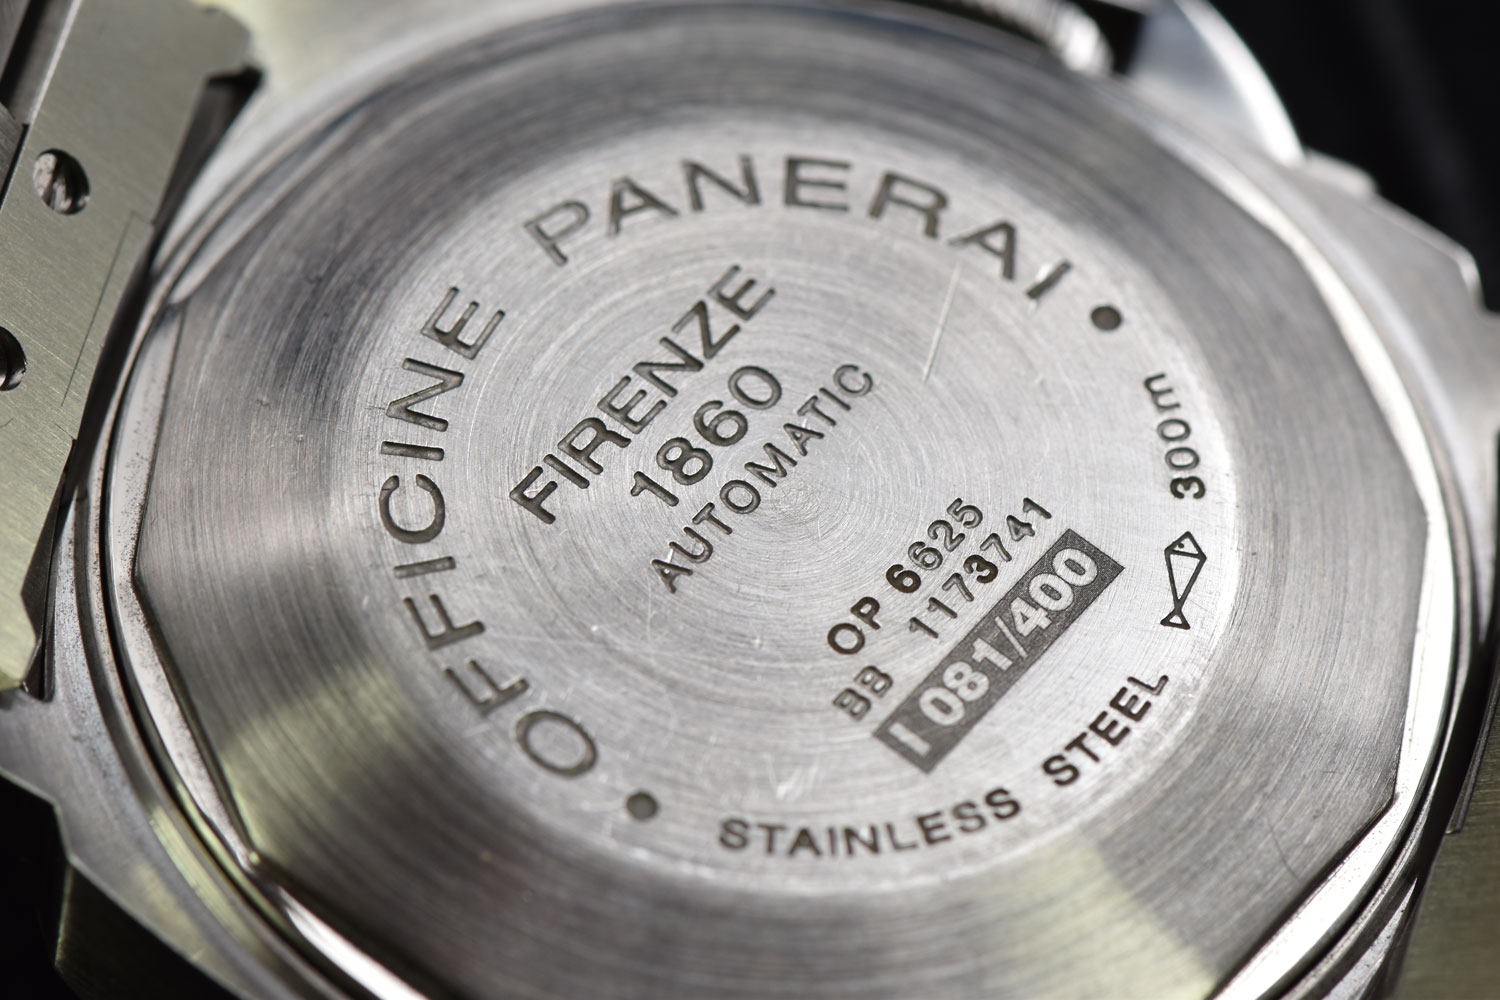 OFFICINE PANERAI
FIRENZE
1860
AUTOMATIC
OP 6625
BB 1173741
I 081/400
300m
STAINLESS STEEL